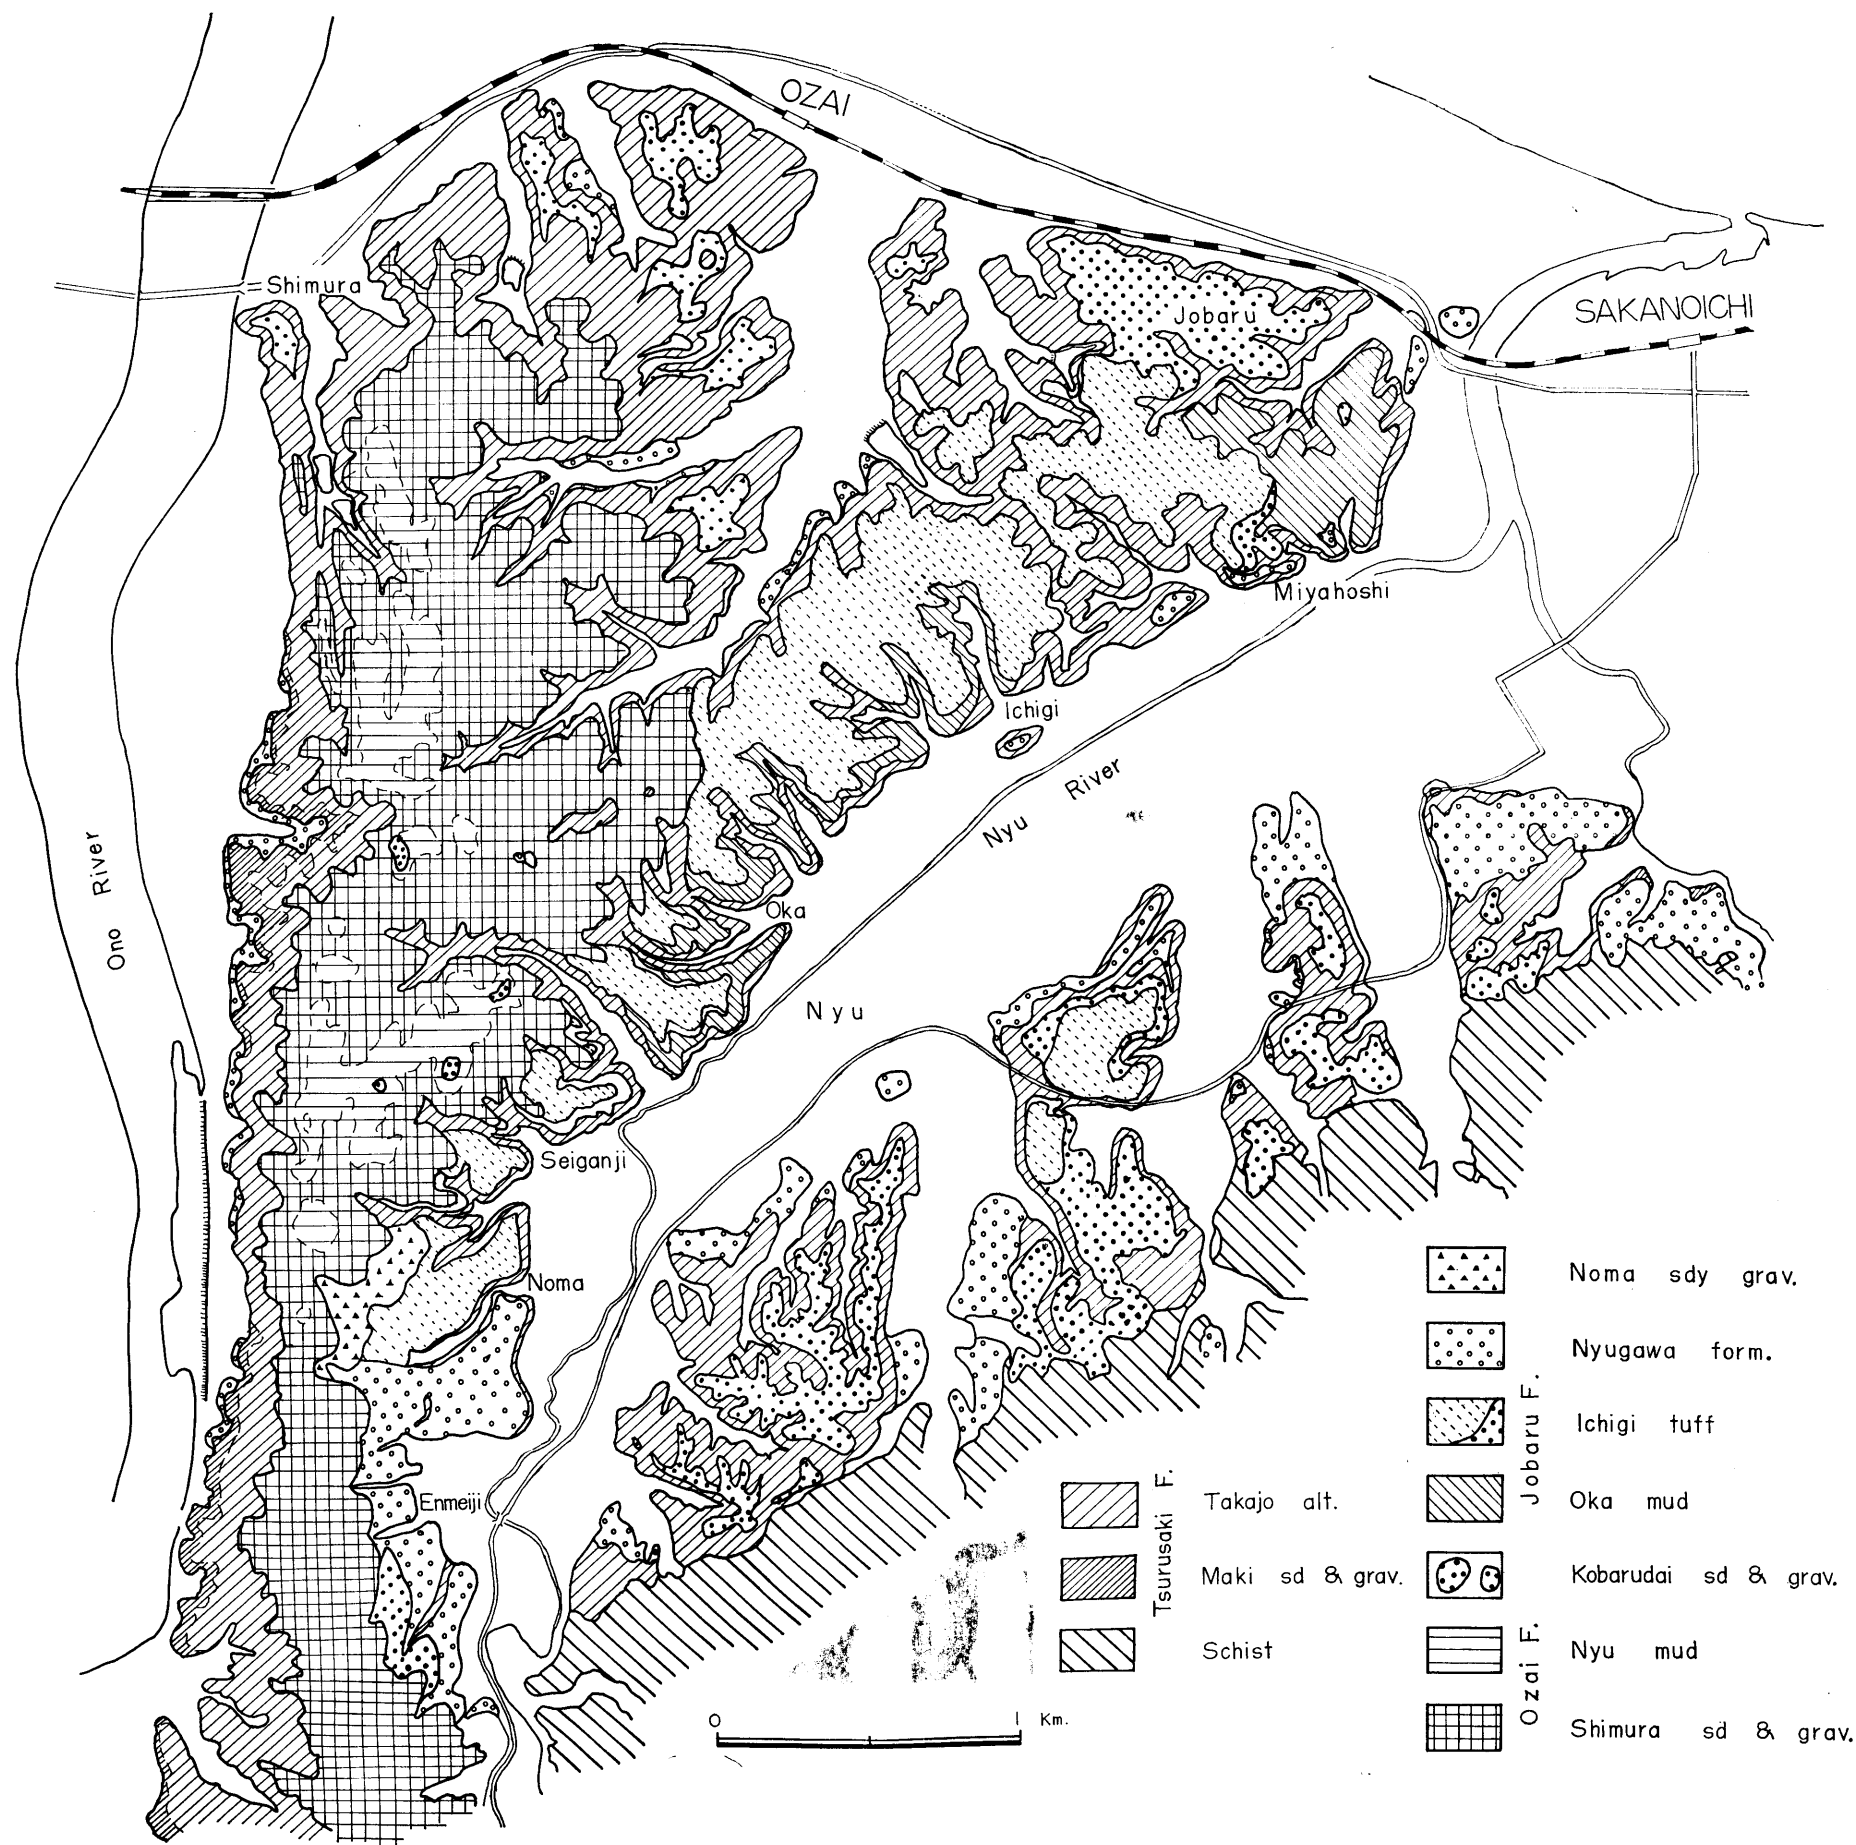 OZAI
Shimura
Jobaru
SAKANOICHI
Miyahoshi
Ichigi
Nyu River
Ono River
Oka
Nyu
Seiganji
Noma
Enmeiji
Noma sdy grav.
Nyugawa form.
Jobaru F.
Ichigi tuff
Oka mud
Kobarudai sd & grav.
Ozai F.
Nyu mud
Shimura sd & grav.
Tsurusaki F.
Takajo alt.
Maki sd & grav.
Schist
0 1 Km.